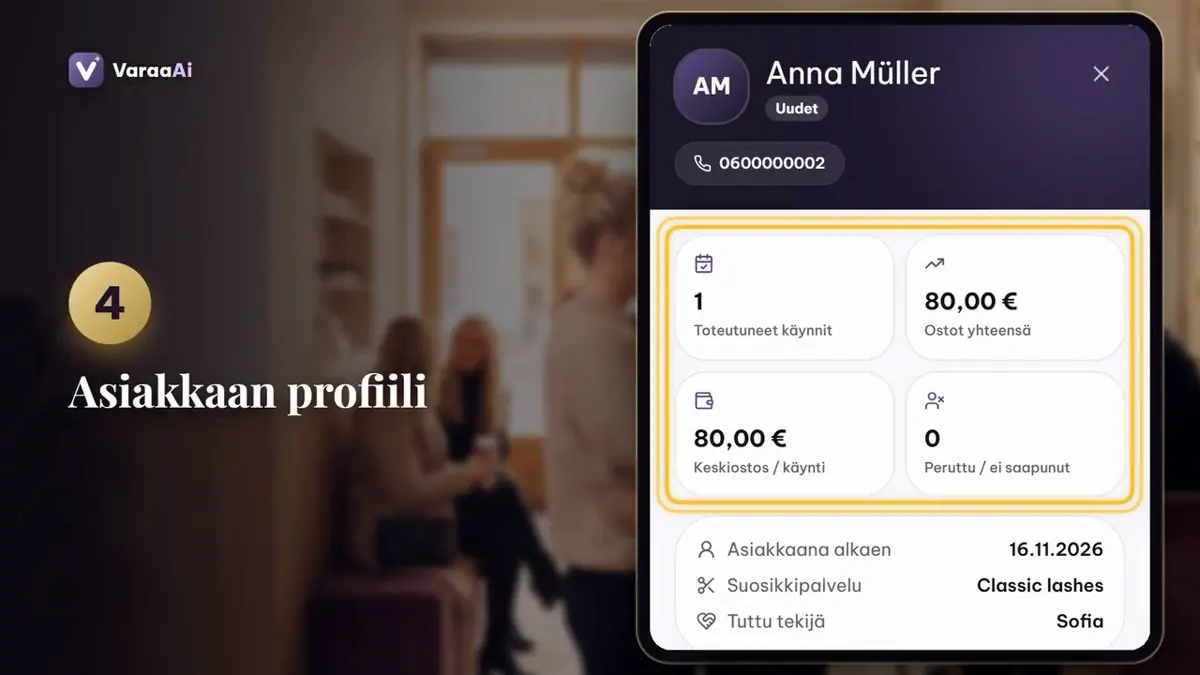 VaraaAi
4
Asiakkaan profiili
AM
Anna Müller
Uudet
0600000002
1
Toteutuneet käynnit
80,00 €
Ostot yhteensä
80,00 €
Keskiostos / käynti
0
Peruttu / ei saapunut
Asiakkaana alkaen 16.11.2026
Suosikkipalvelu Classic lashes
Tuttu tekijä Sofia